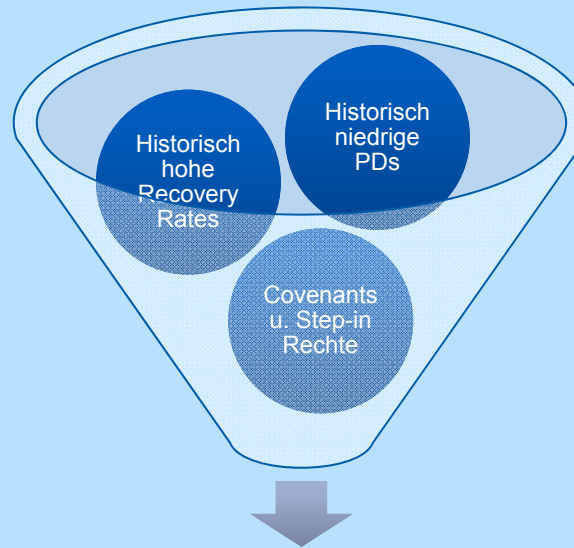 Historisch
hohe
Recovery
Rates
Historisch
niedrige
PDs
Covenants
u. Step-in
Rechte